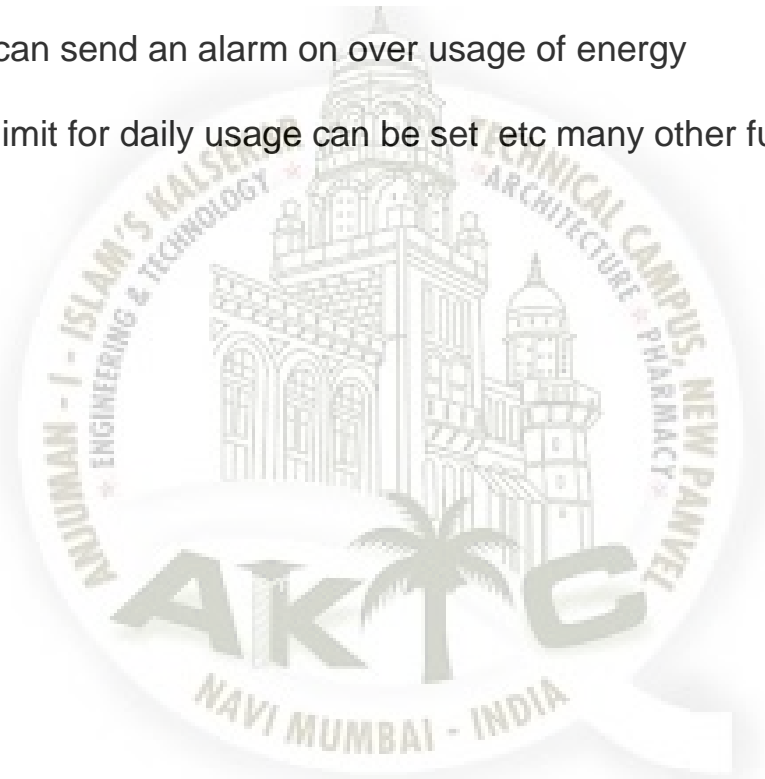 can send an alarm on over usage of energy
imit for daily usage can be set etc many other fu
ANJUMAN - I - ISLAM'S KALSEKAR TECHNICAL CAMPUS, NEW PANVEL
ENGINEERING & TECHNOLOGY * ARCHITECTURE * PHARMACY *
AKTC
NAVI MUMBAI - INDIA